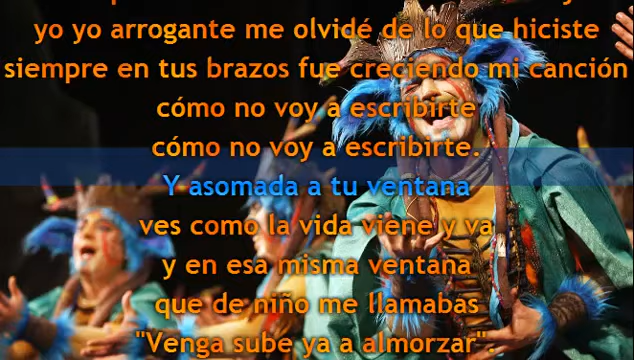 yo yo arrogante me olvidé de lo que hiciste
siempre en tus brazos fue creciendo mi canción
cómo no voy a escribirte
cómo no voy a escribirte.
Y asomada a tu ventana
ves como la vida viene y va
y en esa misma ventana
que de niño me llamabas
"Venga sube ya a almorzar".